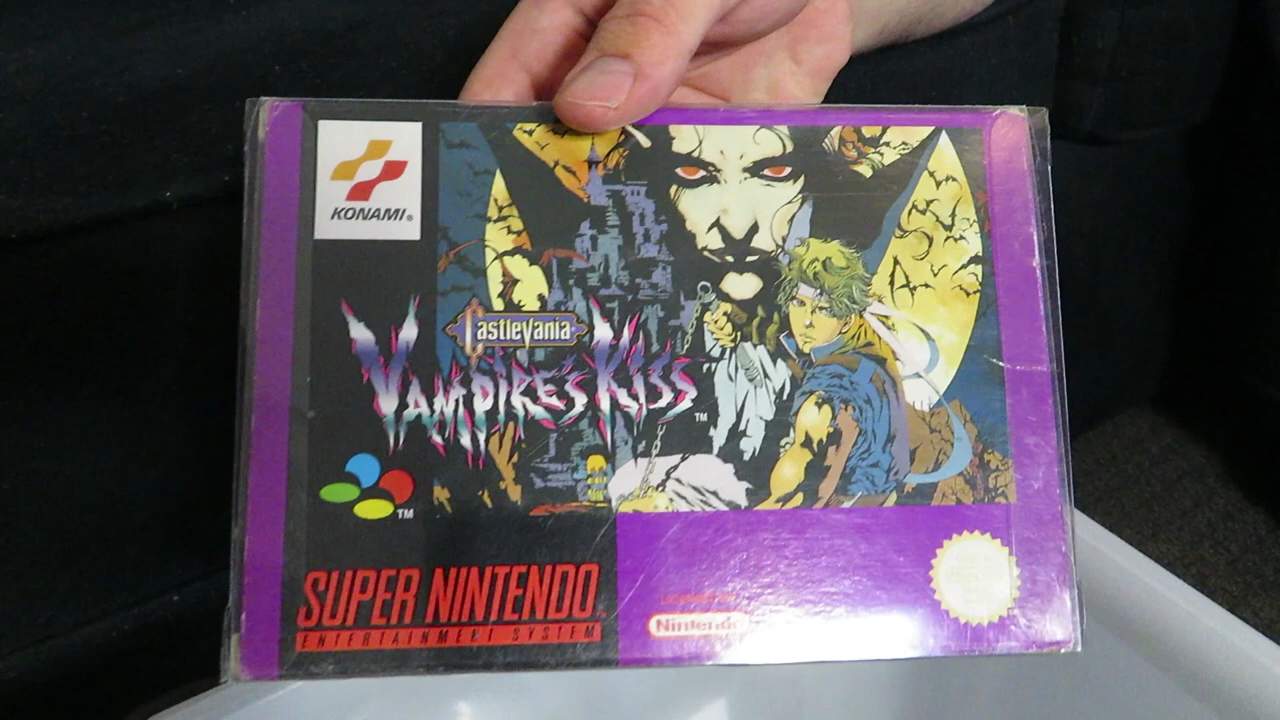 KONAMI®
Castlevania
VAMPIRE'S KISS
TM
TM
SUPER NINTENDO
ENTERTAINMENT SYSTEM
Nintendo